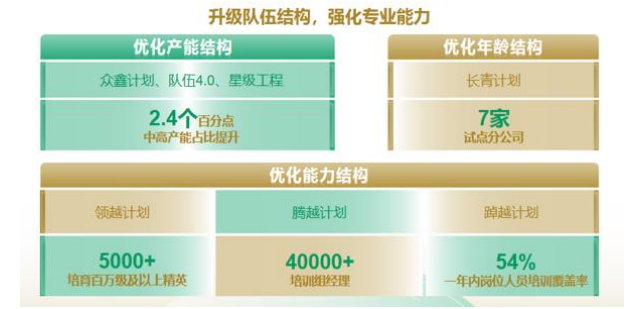 升级队伍结构，强化专业能力
优化产能结构
众鑫计划、队伍4.0、星级工程
2.4个百分点
中高产能占比提升
优化年龄结构
长青计划
7家
试点分公司
优化能力结构
领越计划
腾越计划
踔越计划
5000+
培育百万级及以上精英
40000+
培训组经理
54%
一年内岗位人员培训覆盖率